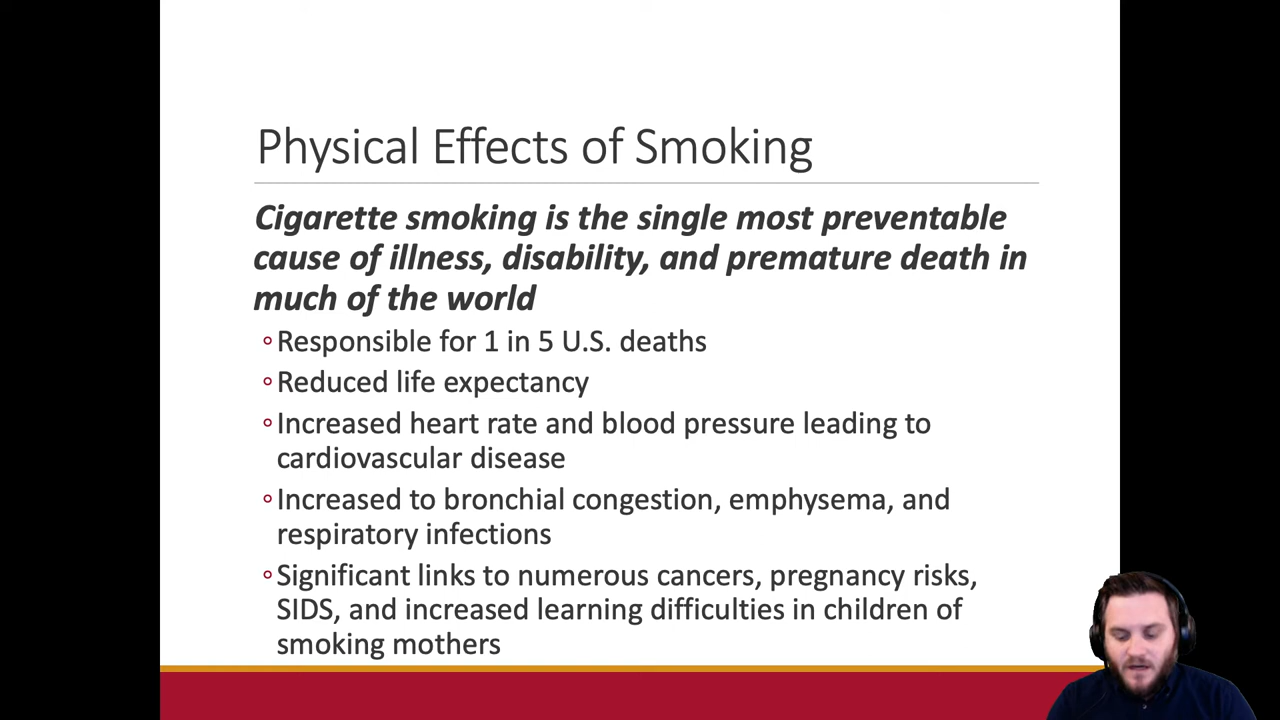 Physical Effects of Smoking
Cigarette smoking is the single most preventable
cause of illness, disability, and premature death in
much of the world
◦Responsible for 1 in 5 U.S. deaths
◦Reduced life expectancy
◦Increased heart rate and blood pressure leading to
cardiovascular disease
◦Increased to bronchial congestion, emphysema, and
respiratory infections
◦Significant links to numerous cancers, pregnancy risks,
SIDS, and increased learning difficulties in children of
smoking mothers